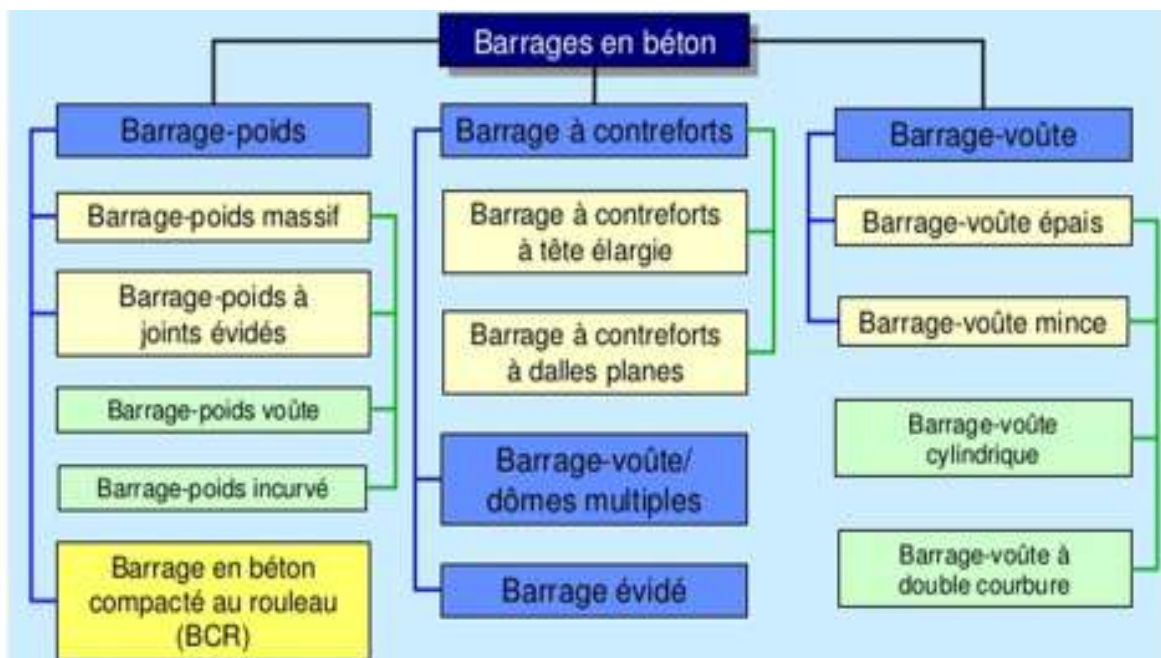 Barrages en béton
Barrage-poids
Barrage-poids massif
Barrage-poids à
joints évidés
Barrage-poids voûte
Barrage-poids incurvé
Barrage en béton
compacté au rouleau
(BCR)
Barrage à contreforts
Barrage à contreforts
à tête élargie
Barrage à contreforts
à dalles planes
Barrage-voûte/
dômes multiples
Barrage évidé
Barrage-voûte
Barrage-voûte épais
Barrage-voûte mince
Barrage-voûte
cylindrique
Barrage-voûte à
double courbure